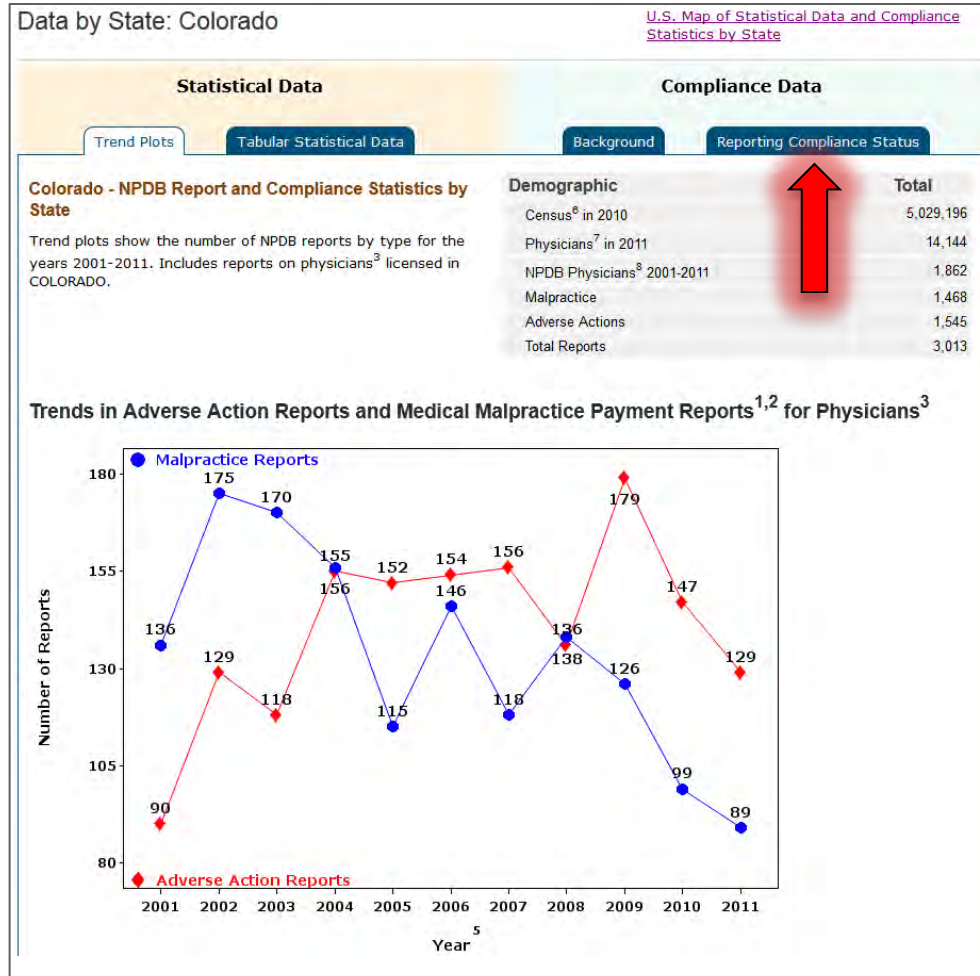 Data by State: Colorado
U.S. Map of Statistical Data and Compliance
Statistics by State
Statistical Data
Compliance Data
Trend Plots
Tabular Statistical Data
Background
Reporting Compliance Status
Colorado - NPDB Report and Compliance Statistics by
State
Trend plots show the number of NPDB reports by type for the
years 2001-2011. Includes reports on physicians3 licensed in
COLORADO.
Demographic Total
Census6 in 2010 5,029,196
Physicians7 in 2011 14,144
NPDB Physicians8 2001-2011 1,862
Malpractice 1,468
Adverse Actions 1,545
Total Reports 3,013
Trends in Adverse Action Reports and Medical Malpractice Payment Reports1,2 for Physicians3
Malpractice Reports
180
155
130
105
80
Number of Reports
136 175 170 156 115 146 118 138 126 99 89
90 129 118 155 152 154 156 136 179 147 129
Adverse Action Reports
2001 2002 2003 2004 2005 2006 2007 2008 2009 2010 2011
Year5